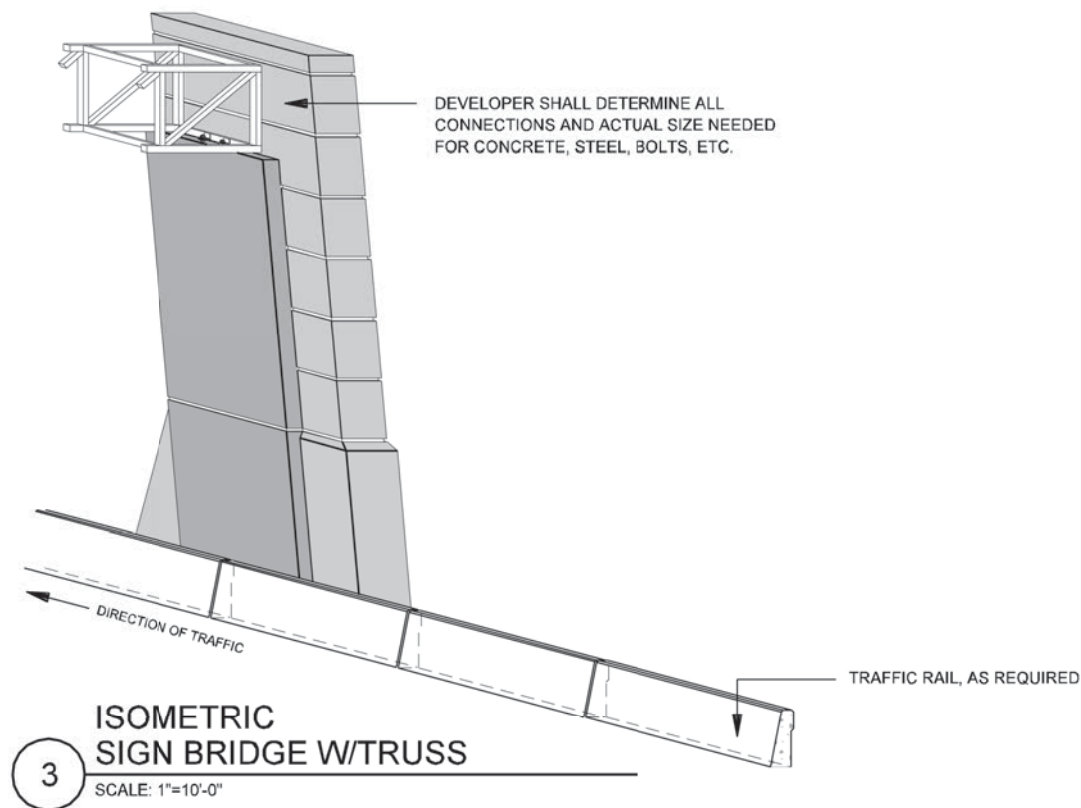 DEVELOPER SHALL DETERMINE ALL
CONNECTIONS AND ACTUAL SIZE NEEDED
FOR CONCRETE, STEEL, BOLTS, ETC.
DIRECTION OF TRAFFIC
TRAFFIC RAIL, AS REQUIRED
3
ISOMETRIC
SIGN BRIDGE W/TRUSS
SCALE: 1"=10'-0"